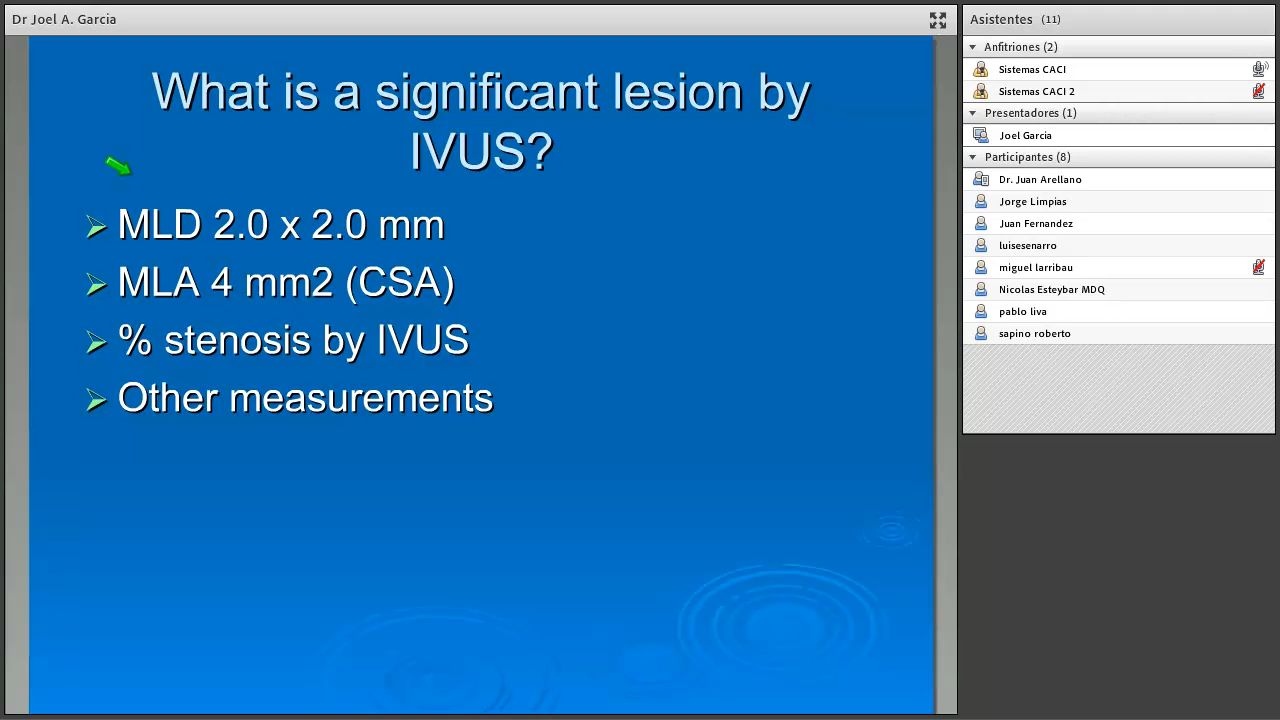 Dr Joel A. Garcia
What is a significant lesion by
IVUS?
MLD 2.0 x 2.0 mm
MLA 4 mm2 (CSA)
% stenosis by IVUS
Other measurements
Asistentes (11)
Anfitriones (2)
Sistemas CACI
Sistemas CACI 2
Presentadores (1)
Joel Garcia
Participantes (8)
Dr. Juan Arellano
Jorge Limpias
Juan Fernandez
luisesenarro
miguel larribau
Nicolas Esteybar MDQ
pablo liva
sapino roberto